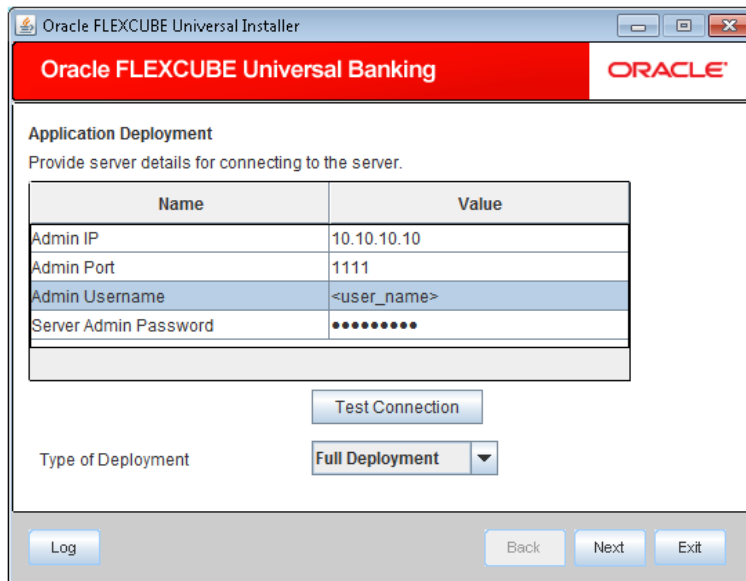 Oracle FLEXCUBE Universal Installer
Oracle FLEXCUBE Universal Banking
ORACLE
Application Deployment
Provide server details for connecting to the server.
Name Value
Admin IP 10.10.10.10
Admin Port 1111
Admin Username <user_name>
Server Admin Password •••••••••
Test Connection
Type of Deployment Full Deployment
Log Back Next Exit